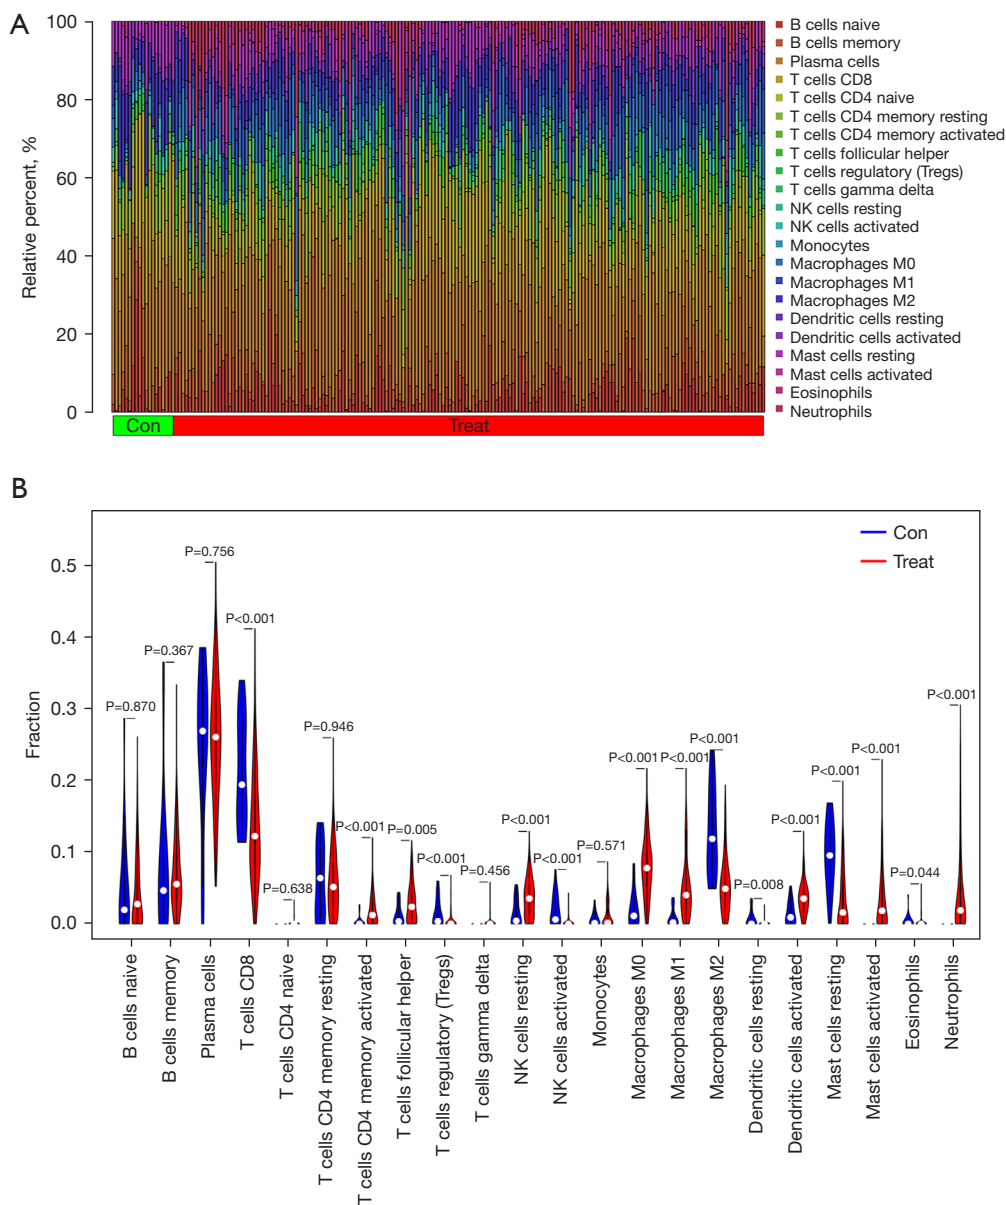 A
Relative percent, %
100
80
60
40
20
0
Con
Treat
B cells naive
B cells memory
Plasma cells
T cells CD8
T cells CD4 naive
T cells CD4 memory resting
T cells CD4 memory activated
T cells follicular helper
T cells regulatory (Tregs)
T cells gamma delta
NK cells resting
NK cells activated
Monocytes
Macrophages M0
Macrophages M1
Macrophages M2
Dendritic cells resting
Dendritic cells activated
Mast cells resting
Mast cells activated
Eosinophils
Neutrophils
B
Fraction
0.5
0.4
0.3
0.2
0.1
0.0
Con
Treat
P=0.870
P=0.367
P=0.756
P<0.001
P=0.638
P=0.946
P<0.001
P=0.005
P<0.001
P=0.456
P<0.001
P<0.001
P=0.571
P<0.001
P<0.001
P<0.001
P=0.008
P<0.001
P<0.001
P<0.001
P=0.044
P<0.001
B cells naive
B cells memory
Plasma cells
T cells CD8
T cells CD4 naive
T cells CD4 memory resting
T cells CD4 memory activated
T cells follicular helper
T cells regulatory (Tregs)
T cells gamma delta
NK cells resting
NK cells activated
Monocytes
Macrophages M0
Macrophages M1
Macrophages M2
Dendritic cells resting
Dendritic cells activated
Mast cells resting
Mast cells activated
Eosinophils
Neutrophils